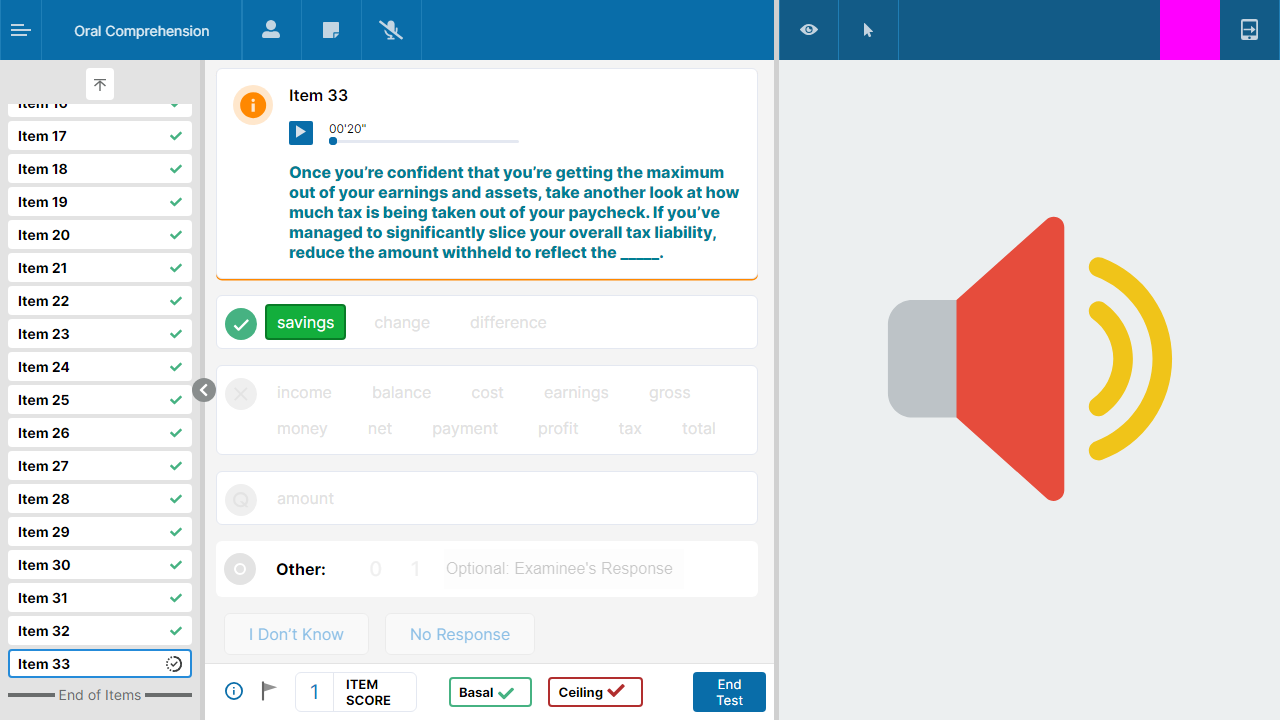 Oral Comprehension
Item 16
Item 17
Item 18
Item 19
Item 20
Item 21
Item 22
Item 23
Item 24
Item 25
Item 26
Item 27
Item 28
Item 29
Item 30
Item 31
Item 32
Item 33
End of Items
Item 33
00'20"
Once you’re confident that you’re getting the maximum
out of your earnings and assets, take another look at how
much tax is being taken out of your paycheck. If you’ve
managed to significantly slice your overall tax liability,
reduce the amount withheld to reflect the _____.
savings change difference
income balance cost earnings gross
money net payment profit tax total
Q amount
Other: 0 1 Optional: Examinee's Response
I Don’t Know No Response
1 ITEM
SCORE
Basal Ceiling
End
Test